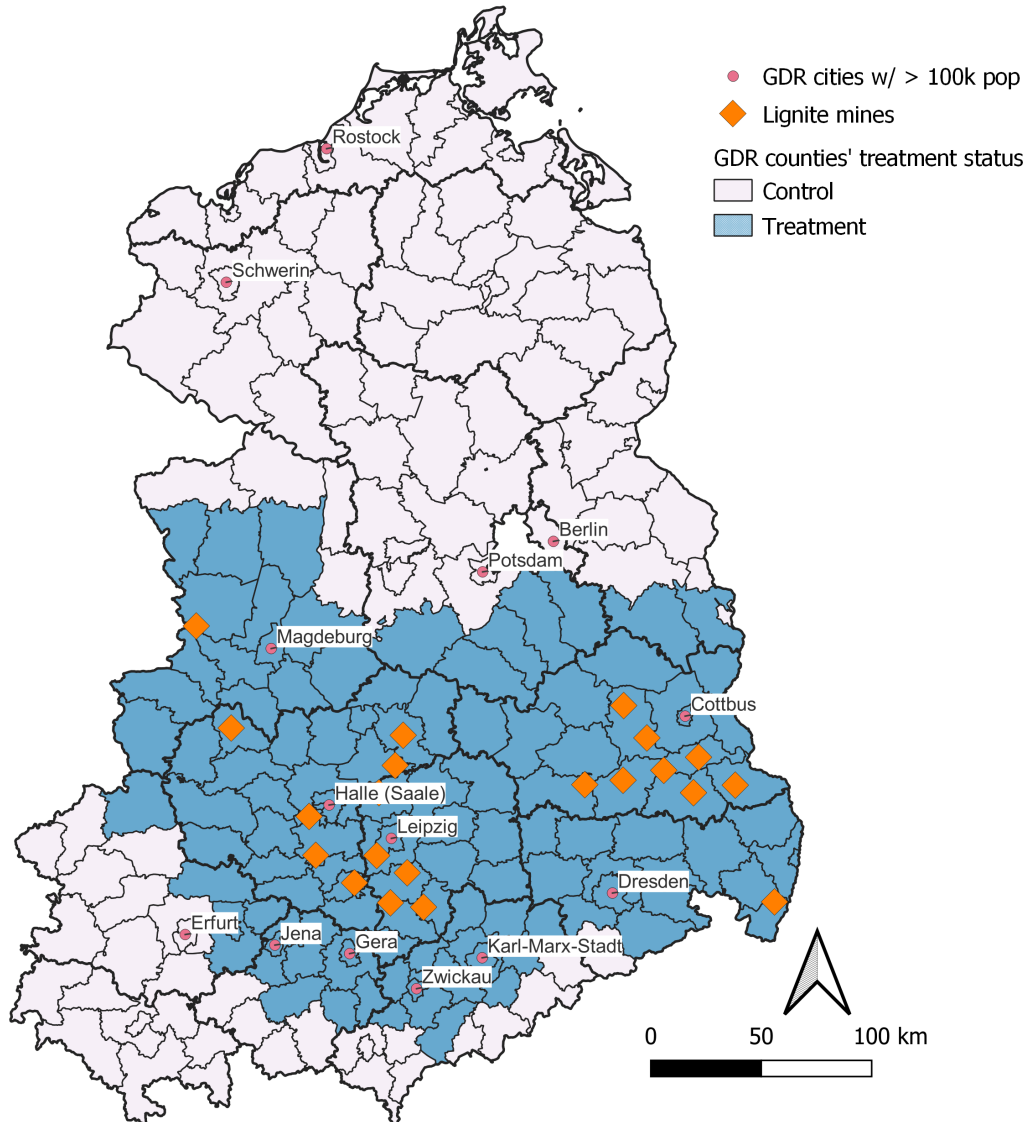 GDR cities w/ > 100k pop
Lignite mines
GDR counties' treatment status
Control
Treatment
Rostock
Schwerin
Berlin
Potsdam
Magdeburg
Cottbus
Halle (Saale)
Leipzig
Dresden
Erfurt
Jena
Gera
Karl-Marx-Stadt
Zwickau
0 50 100 km